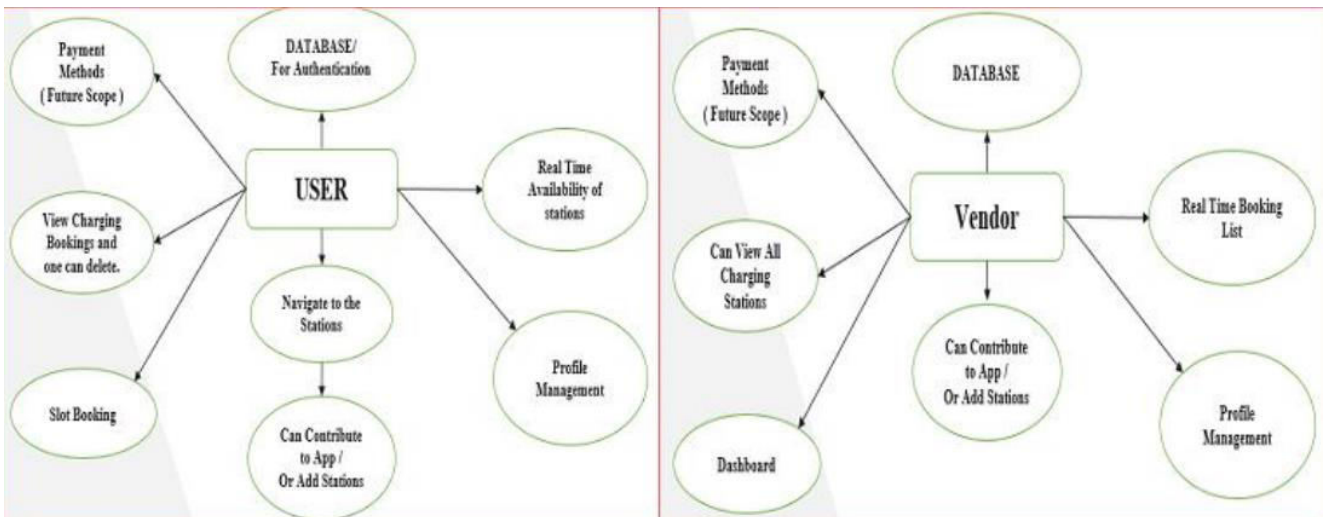 Payment
Methods
( Future Scope )
DATABASE/
For Authentication
USER
Real Time
Availability of
stations
View Charging
Bookings and
one can delete.
Navigate to the
Stations
Profile
Management
Slot Booking
Can Contribute
to App /
Or Add Stations
Payment
Methods
( Future Scope )
DATABASE
Vendor
Real Time Booking
List
Can View All
Charging
Stations
Can Contribute
to App /
Or Add Stations
Profile
Management
Dashboard